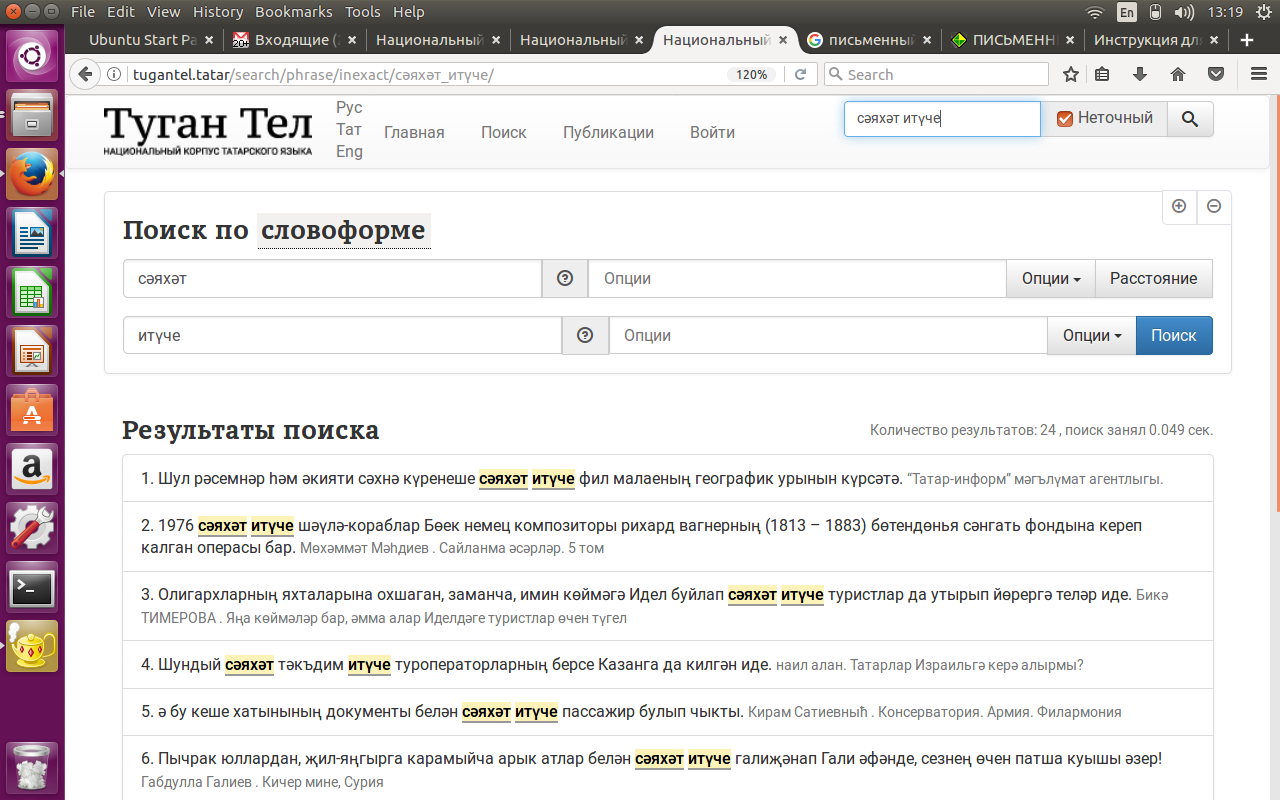 File Edit View History Bookmarks Tools Help
En 13:19
Ubuntu Start Pa × Входящие ( × Национальный × Национальный × Национальный × письменный × ПИСЬМЕНН × Инструкция дл × +
tugantel.tatar/search/phrase/inexact/сәяхәт_итүче/ 120% Search
Туган Тел
НАЦИОНАЛЬНЫЙ КОРПУС ТАТАРСКОГО ЯЗЫКА
Рус
Тат
Eng
Главная Поиск Публикации Войти
сәяхәт итүче Неточный
Поиск по словоформе
сәяхәт Опции Опции Расстояние
итүче Опции Опции Поиск
Результаты поиска
Количество результатов: 24 , поиск занял 0.049 сек.
1. Шул рәсемнәр һәм әкияти сәхнә күренеше сәяхәт итүче фил малаеның географик урынын күрсәтә. “Татар-информ” мәгълүмат агентлыгы.
2. 1976 сәяхәт итүче шәүлә-кораблар Бөек немец композиторы рихард вагнерның (1813 – 1883) бөтендөнья сәнгать фондына кереп
калган операсы бар. Мөхәммәт Мәһдиев . Сайланма әсәрләр. 5 том
3. Олигархларның яхталарына охшаган, заманча, имин көймәгә Идел буйлап сәяхәт итүче туристлар да утырып йөрергә теләр иде. Бикә
ТИМЕРОВА . Яңа көймәләр бар, әмма алар Иделдәге туристлар өчен түгел
4. Шундый сәяхәт тәкъдим итүче туроператорларның берсе Казанга да килгән иде. наил алан. Татарлар Израильгә керә алырмы?
5. ә бу кеше хатынының документы белән сәяхәт итүче пассажир булып чыкты. Кирам Сатиевның . Консерватория. Армия. Филармония
6. Пычрак юллардан, җил-яңгырга карамыйча арык атлар белән сәяхәт итүче галиҗәнап Гали әфәнде, сезнең өчен патша куышы әзер!
Габдулла Галиев . Кичер мине, Сурия